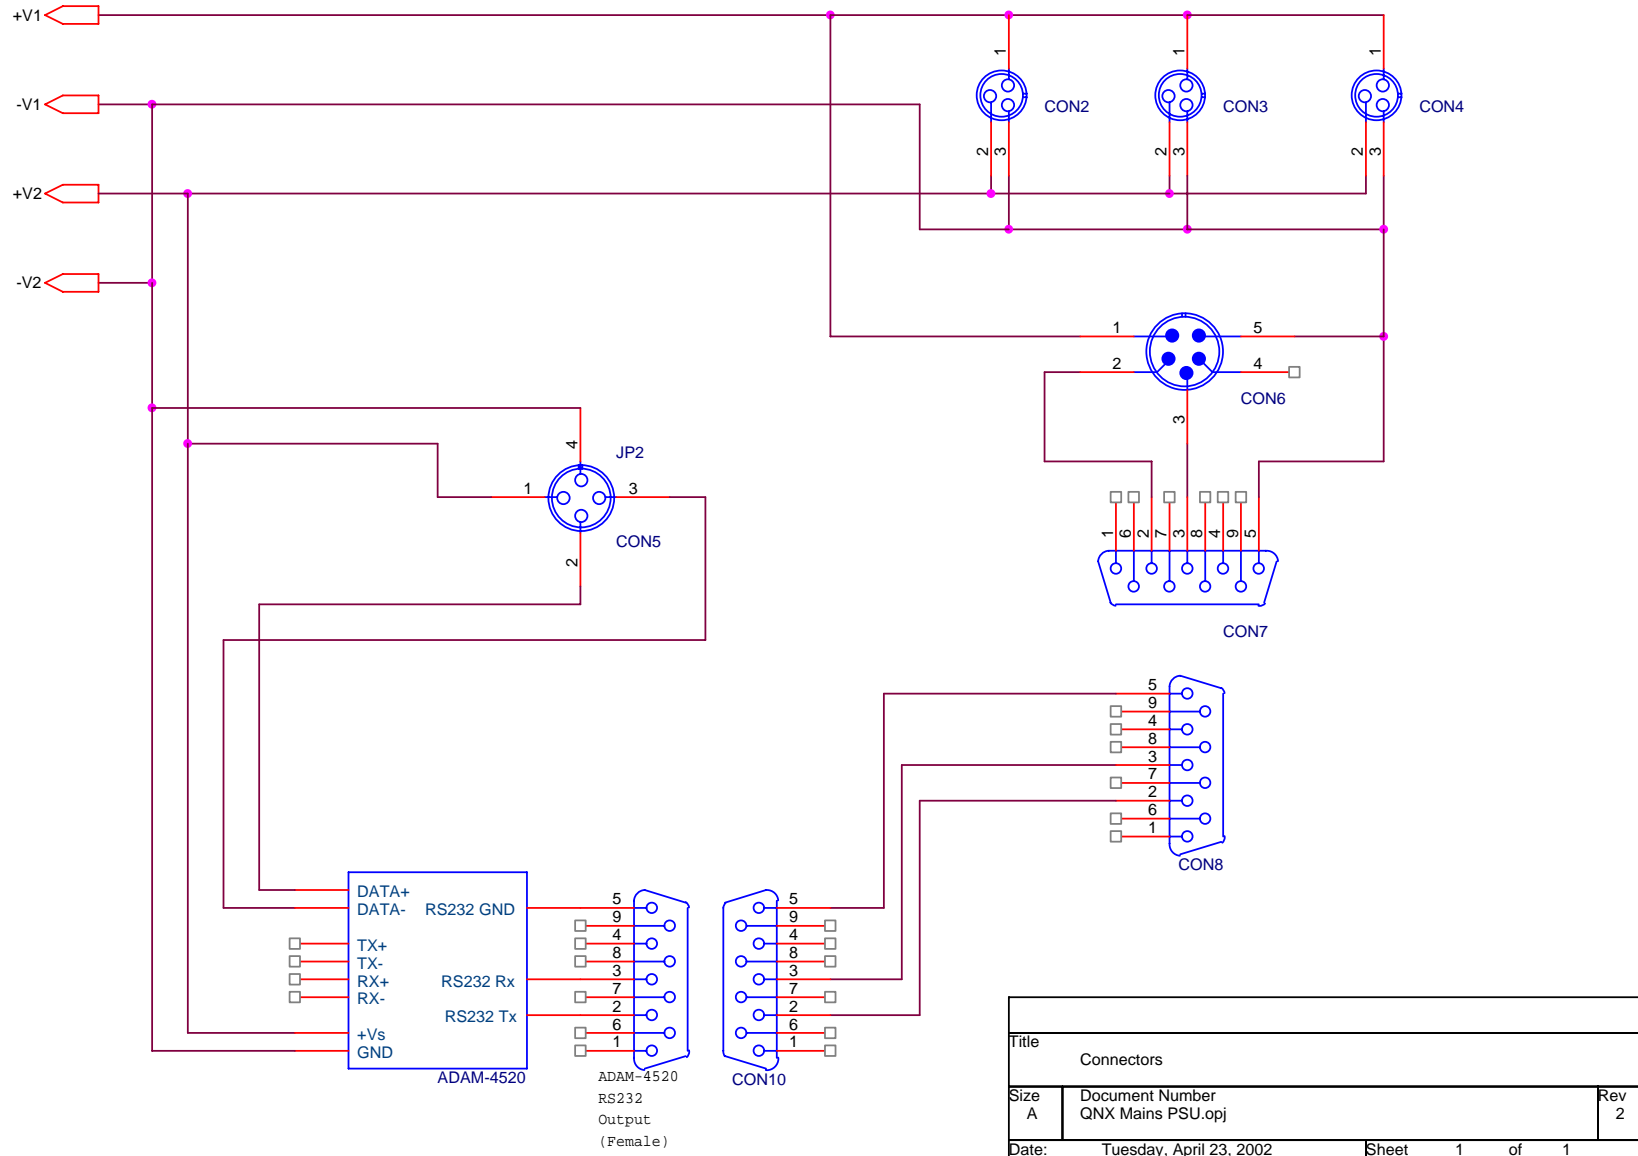 +V1
-V1
+V2
-V2
1
1
1
CON2
CON3
CON4
2
3
2
3
2
3
1
5
2
4
CON6
3
4
JP2
1
3
CON5
2
1
6
2
7
3
8
4
9
5
CON7
5
9
4
8
3
7
2
6
1
CON8
DATA+
DATA-
TX+
TX-
RX+
RX-
+Vs
GND
RS232 GND
RS232 Rx
RS232 Tx
ADAM-4520
5
9
4
8
3
7
2
6
1
ADAM-4520
RS232
Output
(Female)
5
9
4
8
3
7
2
6
1
CON10
Title
Connectors
Size
A
Document Number
QNX Mains PSU.opj
Rev
2
Date: Tuesday, April 23, 2002 Sheet 1 of 1